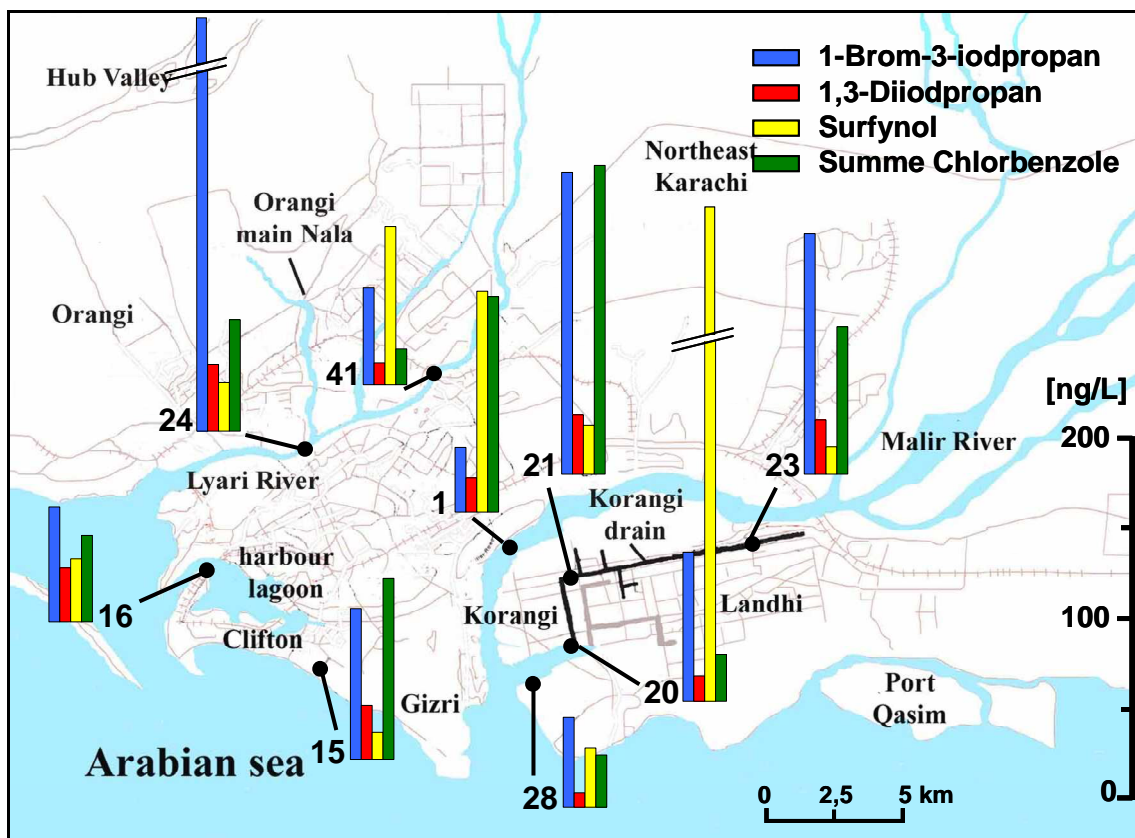 1-Brom-3-iodpropan
1,3-Diiodpropan
Surfynol
Summe Chlorbenzole
Hub Valley
Northeast
Karachi
Orangi
main Nala
Orangi
41
24
[ng/L]
200
Malir River
Lyari River
21
23
1
Korangi
drain
harbour
lagoon
16
Clifton
Korangi
Landhi
100
20
Port
Qasim
Gizri
15
Arabian sea
28
0
0 2,5 5 km